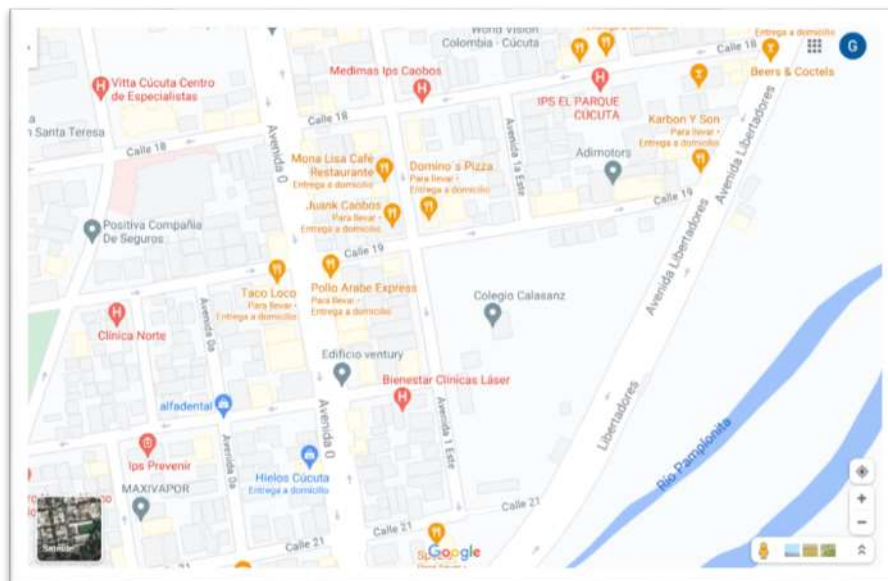 World Vision
Colombia - Cúcuta
Entrega a domicilio
Calle 18
G
Beers & Coctels
Vitta Cúcuta Centro
de Especialistas
Medimas Ips Caobos
IPS EL PARQUE
CÚCUTA
Karbon Y Son
Para llevar •
Entrega a domicilio
Avenida Libertadores
n Santa Teresa
Calle 18
Calle 18
Avenida 0
Avenida 1a Este
Adimotors
Mona Lisa Café
Restaurante
Entrega a domicilio
Domino´s Pizza
Para llevar •
Entrega a domicilio
Juank Caobos
Para llevar •
Entrega a domicilio
Calle 19
Positiva Compañia
De Seguros
Calle 19
Avenida Libertadores
Taco Loco
Para llevar •
Entrega a domicilio
Pollo Arabe Express
Para llevar •
Entrega a domicilio
Colegio Calasanz
Avenida 0a
Clínica Norte
Edificio ventury
Bienestar Clínicas Láser
alfadental
Libertadores
Avenida 0
Avenida 1 Este
Avenida 0a
Río Pamplonita
Ips Prevenir
Hielos Cúcuta
Entrega a domicilio
MAXIVAPOR
Calle 21
Calle 21
Satélite
Google